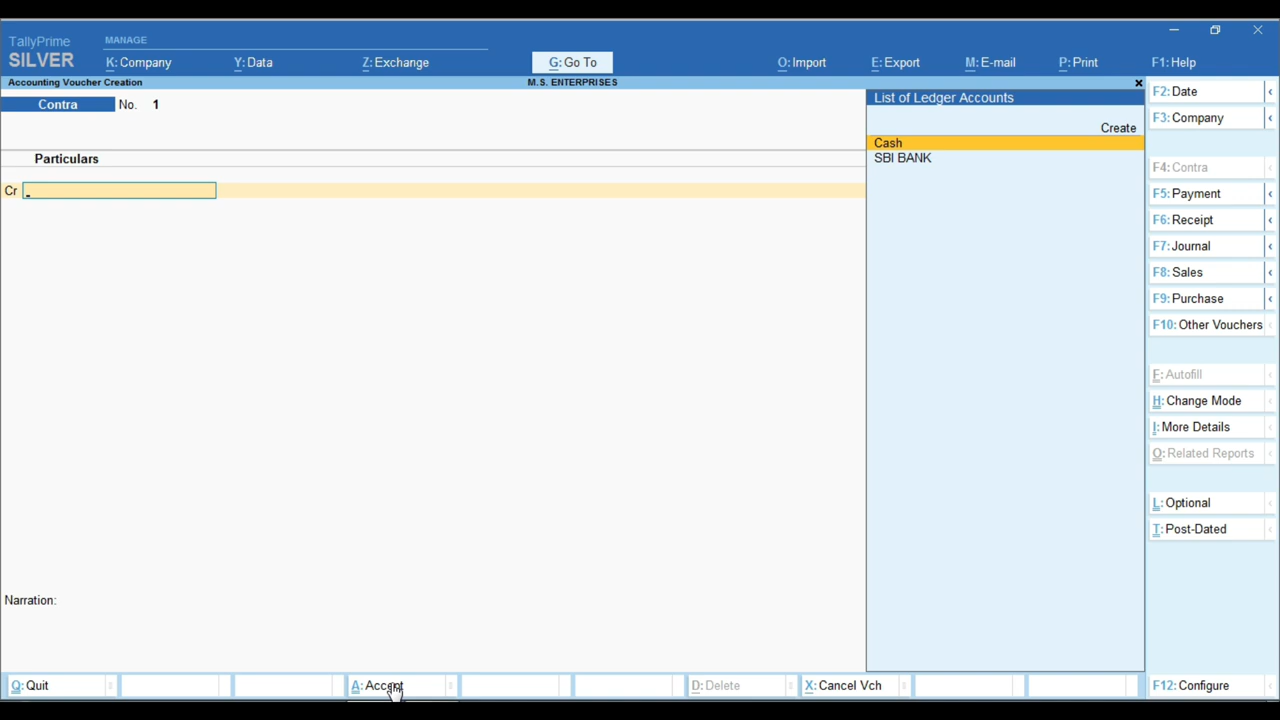 TallyPrime
SILVER
MANAGE
K: Company
Y: Data
Z: Exchange
G: Go To
O: Import
E: Export
M: E-mail
P: Print
F1: Help
Accounting Voucher Creation
M.S. ENTERPRISES
Contra No. 1
Particulars
Cr
Narration:
List of Ledger Accounts
Create
Cash
SBI BANK
F2: Date
F3: Company
F4: Contra
F5: Payment
F6: Receipt
F7: Journal
F8: Sales
F9: Purchase
F10: Other Vouchers
F: Autofill
H: Change Mode
I: More Details
O: Related Reports
L: Optional
T: Post-Dated
Q: Quit
A: Accept
D: Delete
X: Cancel Vch
F12: Configure